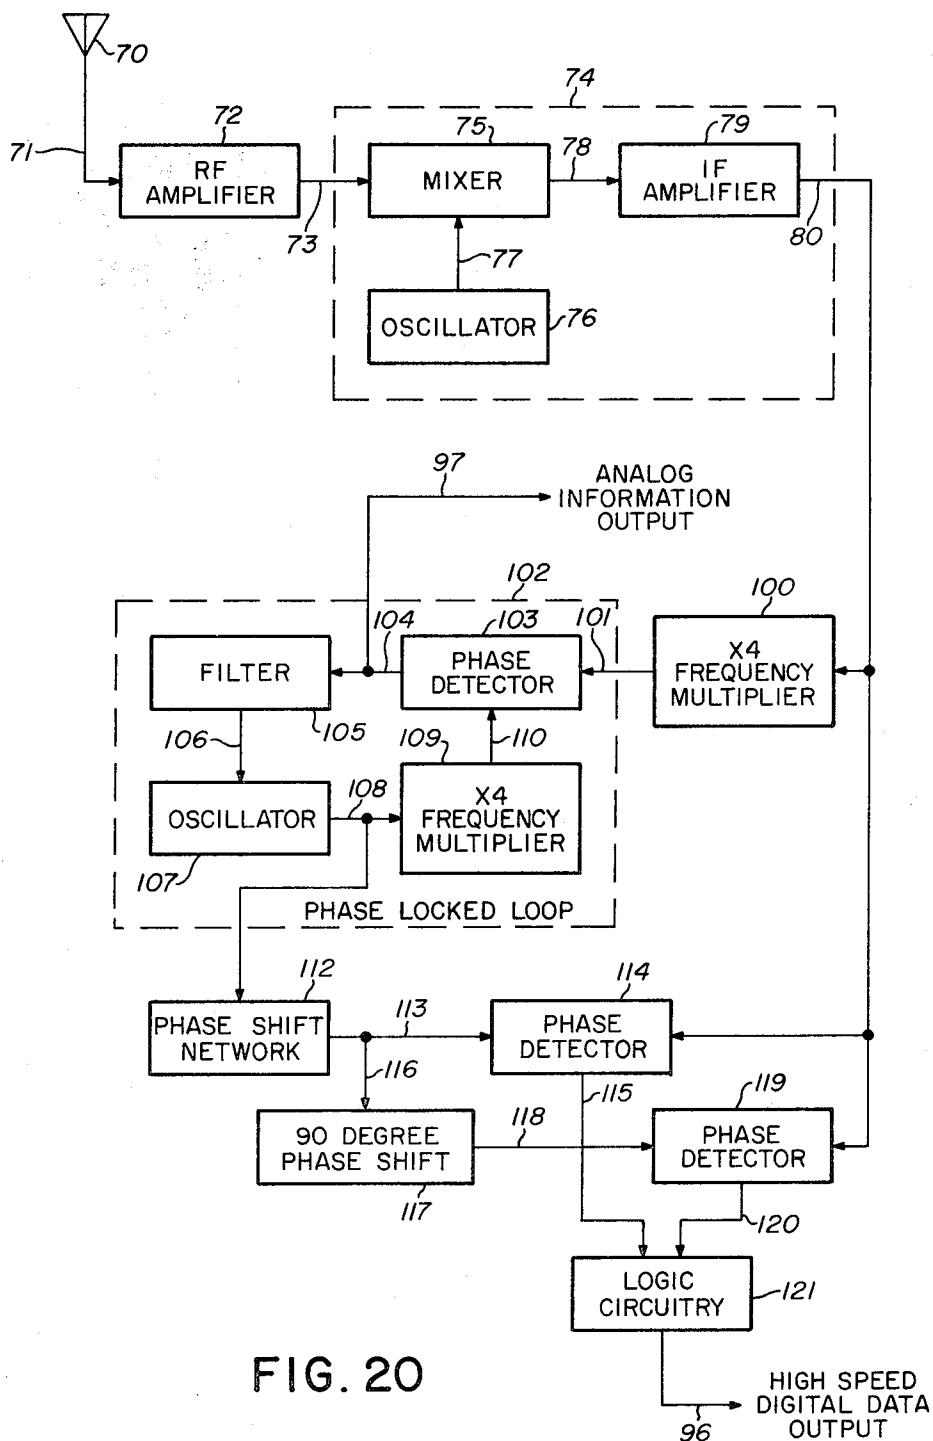 70
74
72
75
79
71
RF
AMPLIFIER
MIXER
78
IF
AMPLIFIER
73
77
80
OSCILLATOR
76
97
ANALOG
INFORMATION
OUTPUT
102
100
104
103
101
FILTER
PHASE
DETECTOR
X4
FREQUENCY
MULTIPLIER
106
105
109
110
108
OSCILLATOR
X4
FREQUENCY
MULTIPLIER
107
PHASE LOCKED LOOP
112
114
113
PHASE SHIFT
NETWORK
PHASE
DETECTOR
116
115
119
90 DEGREE
PHASE SHIFT
118
PHASE
DETECTOR
117
120
LOGIC
CIRCUITRY
121
FIG. 20
96
HIGH SPEED
DIGITAL DATA
OUTPUT